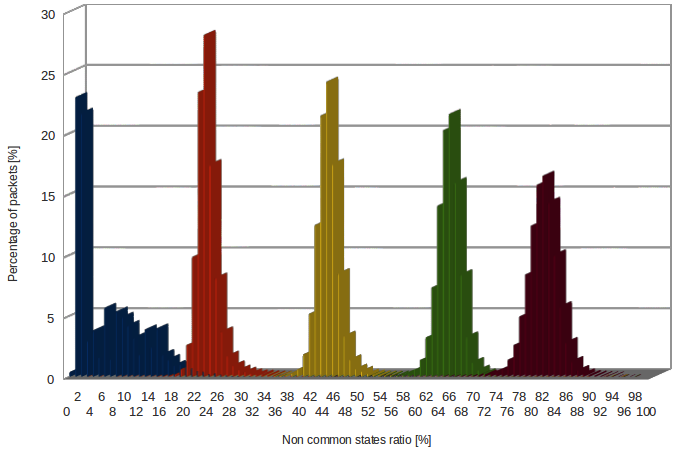 30
25
20
15
10
5
0
Percentage of packets [%]
2 6 10 14 18 22 26 30 34 38 42 46 50 54 58 62 66 70 74 78 82 86 90 94 98
0 4 8 12 16 20 24 28 32 36 40 44 48 52 56 60 64 68 72 76 80 84 88 92 96 100
Non common states ratio [%]